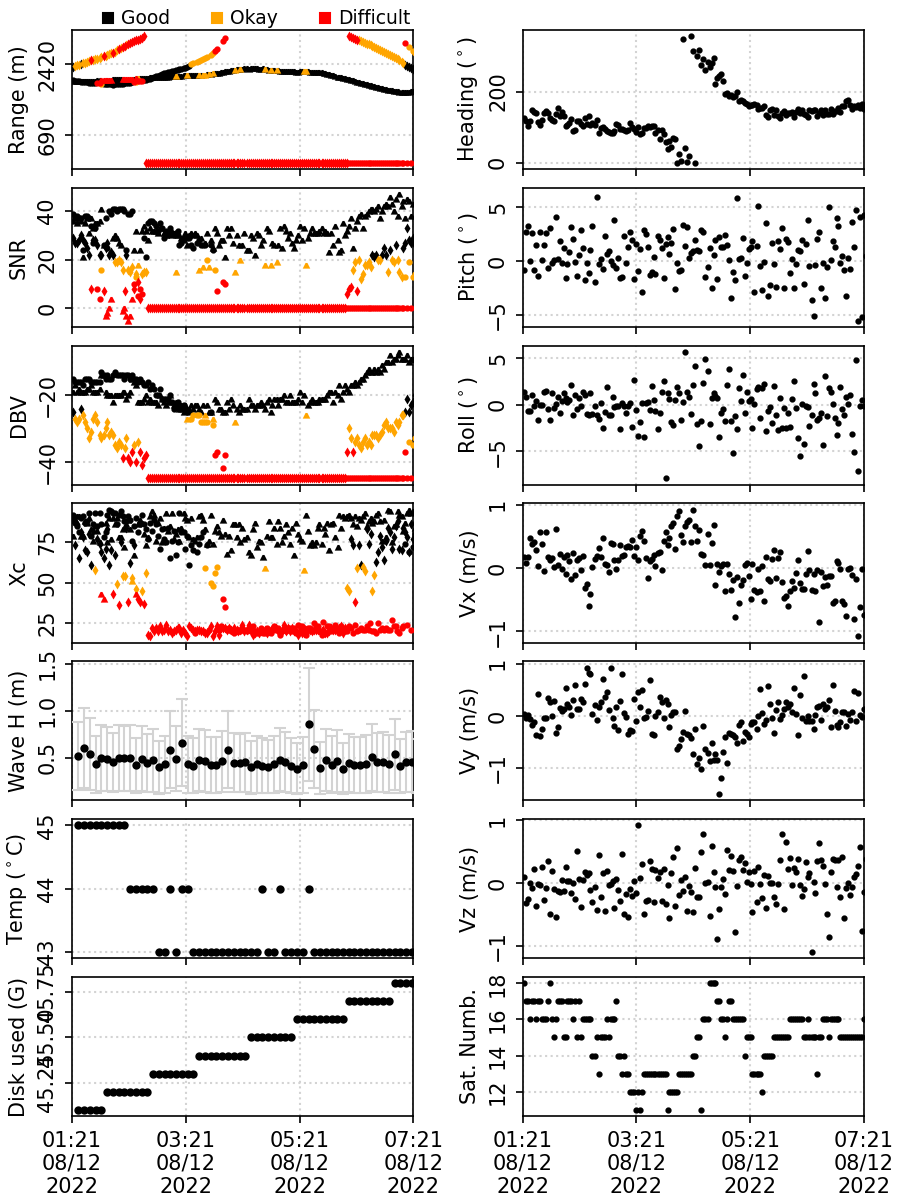 Good Okay Difficult
Range (m)
2420
690
Heading (°)
200
0
SNR
40
20
0
Pitch (°)
5
0
−5
DBV
−20
−40
Roll (°)
5
0
−5
Xc
75
50
25
Vx (m/s)
1
0
−1
Wave H (m)
1.5
1.0
0.5
Vy (m/s)
1
0
−1
Temp (°C)
45
44
43
Vz (m/s)
1
0
−1
Disk used (G)
45.75
45.50
45.25
Sat. Numb.
18
16
14
12
01:21 03:21 05:21 07:21 01:21 03:21 05:21 07:21
08/12 08/12 08/12 08/12 08/12 08/12 08/12 08/12
2022 2022 2022 2022 2022 2022 2022 2022